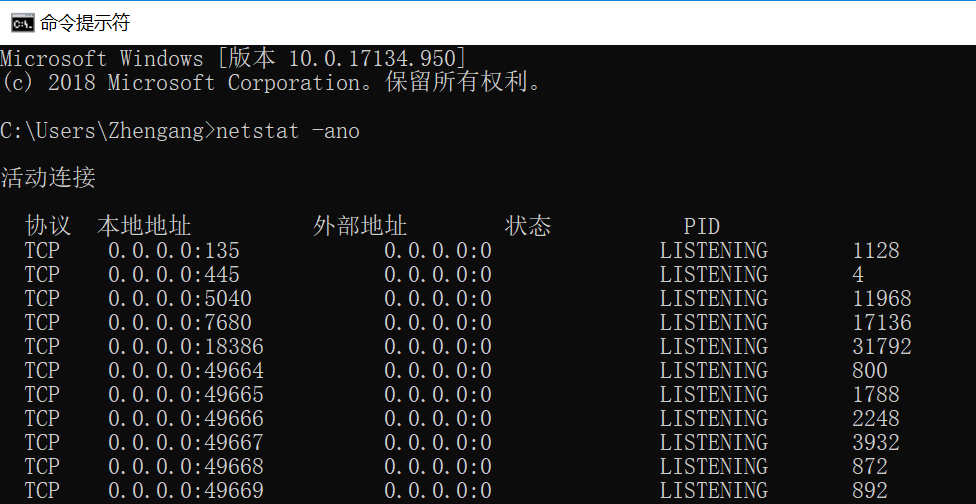 命令提示符
Microsoft Windows [版本 10.0.17134.950]
(c) 2018 Microsoft Corporation。保留所有权利。
C:\Users\Zhengang>netstat -ano
活动连接
协议 本地地址 外部地址 状态 PID
TCP 0.0.0.0:135 0.0.0.0:0 LISTENING 1128
TCP 0.0.0.0:445 0.0.0.0:0 LISTENING 4
TCP 0.0.0.0:5040 0.0.0.0:0 LISTENING 11968
TCP 0.0.0.0:7680 0.0.0.0:0 LISTENING 17136
TCP 0.0.0.0:18386 0.0.0.0:0 LISTENING 31792
TCP 0.0.0.0:49664 0.0.0.0:0 LISTENING 800
TCP 0.0.0.0:49665 0.0.0.0:0 LISTENING 1788
TCP 0.0.0.0:49666 0.0.0.0:0 LISTENING 2248
TCP 0.0.0.0:49667 0.0.0.0:0 LISTENING 3932
TCP 0.0.0.0:49668 0.0.0.0:0 LISTENING 872
TCP 0.0.0.0:49669 0.0.0.0:0 LISTENING 892